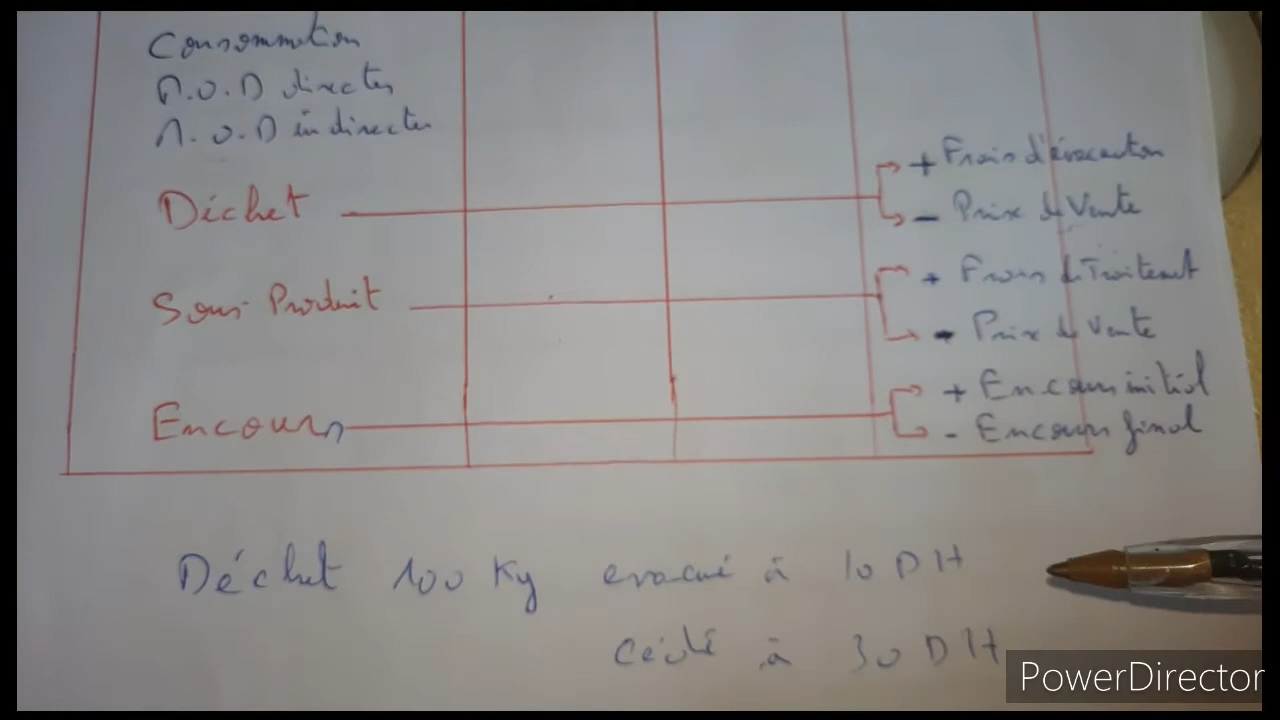 Consommation
M.O.D directes
M.O.D indirectes
Déchet
+ Frais d'évacuation
- Prix de Vente
Sous-Produit
+ Frais de Traitement
- Prix de Vente
Encours
+ Encours initial
- Encours final
Déchet 100 Kg evacué à 10 DH
Cédé à 30 DH
PowerDirector